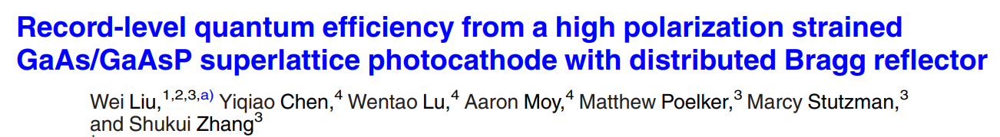 Record-level quantum efficiency from a high polarization strained
GaAs/GaAsP superlattice photocathode with distributed Bragg reflector
Wei Liu,1,2,3,a) Yiqiao Chen,4 Wentao Lu,4 Aaron Moy,4 Matthew Poelker,3 Marcy Stutzman,3
and Shukui Zhang3